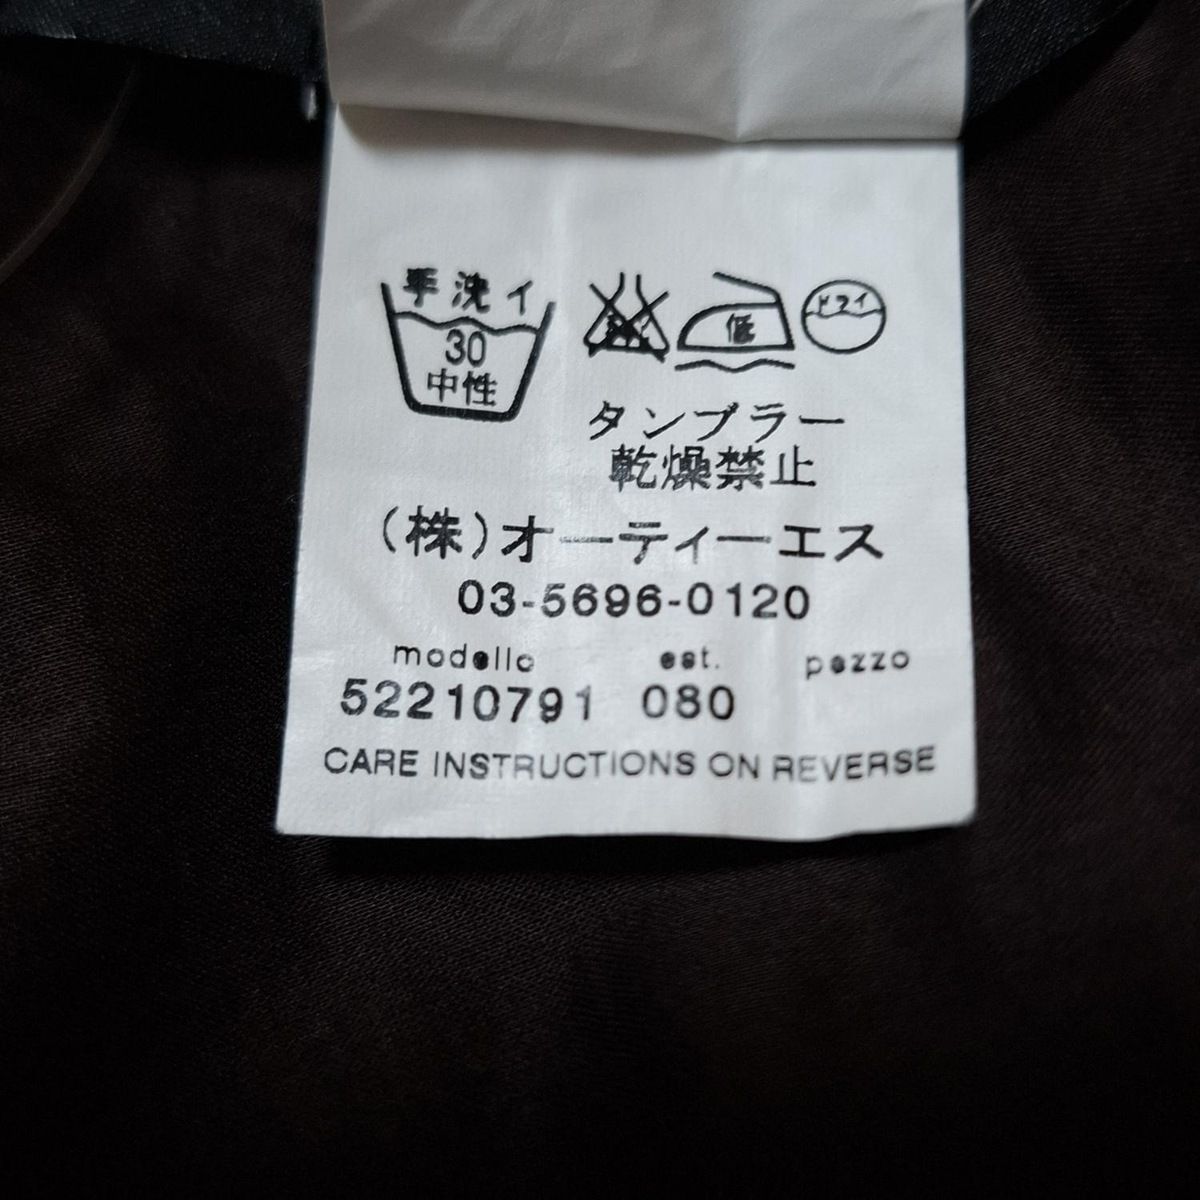 手洗イ
30
中性
低
ドライ
タンブラー
乾燥禁止
(株)オーティーエス
03-5696-0120
modello est. pezzo
52210791 080
CARE INSTRUCTIONS ON REVERSE